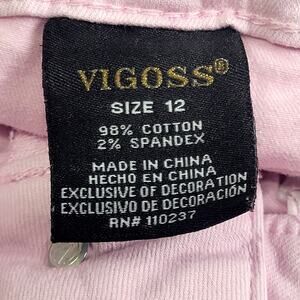 VIGOSS®
SIZE 12
98% COTTON
2% SPANDEX
MADE IN CHINA
HECHO EN CHINA
EXCLUSIVE OF DECORATION
EXCLUSIVO DE DECORACIÓN
RN# 110237